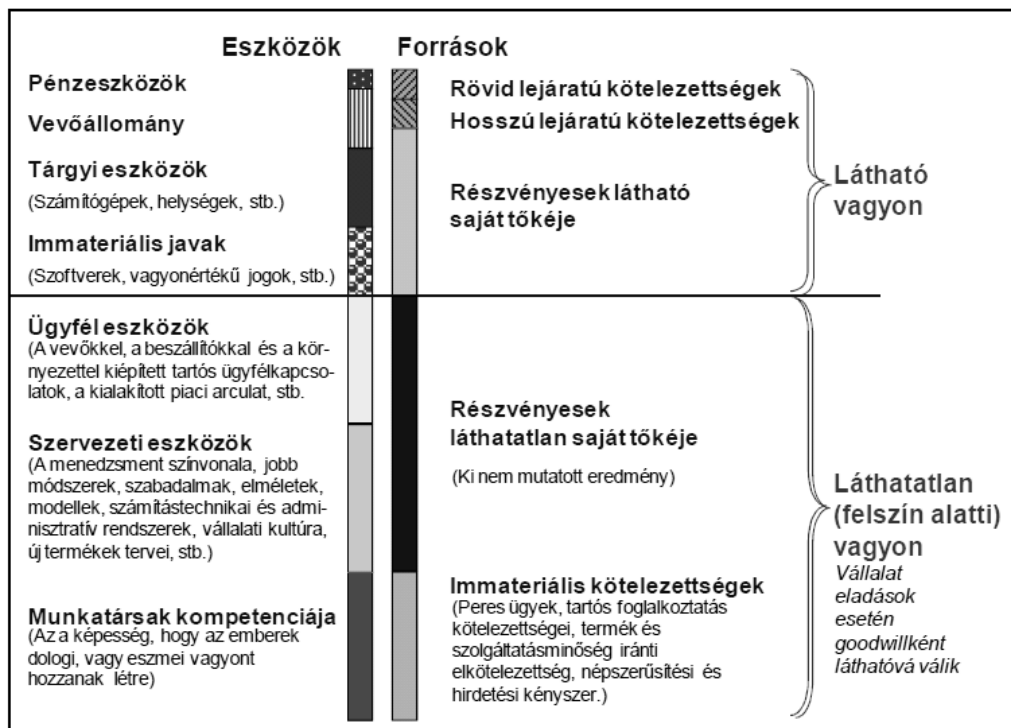 Eszközök
Források
Pénzeszközök
Vevőállomány
Tárgyi eszközök
(Számítógépek, helységek, stb.)
Immateriális javak
(Szoftverek, vagyonértékű jogok, stb.)
Rövid lejáratú kötelezettségek
Hosszú lejáratú kötelezettségek
Részvényesek látható
saját tőkéje
Látható
vagyon
Ügyfél eszközök
(A vevőkkel, a beszállítókkal és a kör-
nyezettel kiépített tartós ügyfélkapcso-
latok, a kialakított piaci arculat, stb.
Szervezeti eszközök
(A menedzsment színvonala, jobb
módszerek, szabadalmak, elméletek,
modellek, számítástechnikai és admi-
nisztratív rendszerek, vállalati kultúra,
új termékek tervei, stb.)
Munkatársak kompetenciája
(Az a képesség, hogy az emberek
dologi, vagy eszmei vagyont
hozzanak létre)
Részvényesek
láthatatlan saját tőkéje
(Ki nem mutatott eredmény)
Immateriális kötelezettségek
(Peres ügyek, tartós foglalkoztatás
kötelezettségei, termék és
szolgáltatásminőség iránti
elkötelezettség, népszerűsítési és
hirdetési kényszer.)
Láthatatlan
(felszín alatti)
vagyon
Vállalat
eladások
esetén
goodwillként
láthatóvá válik